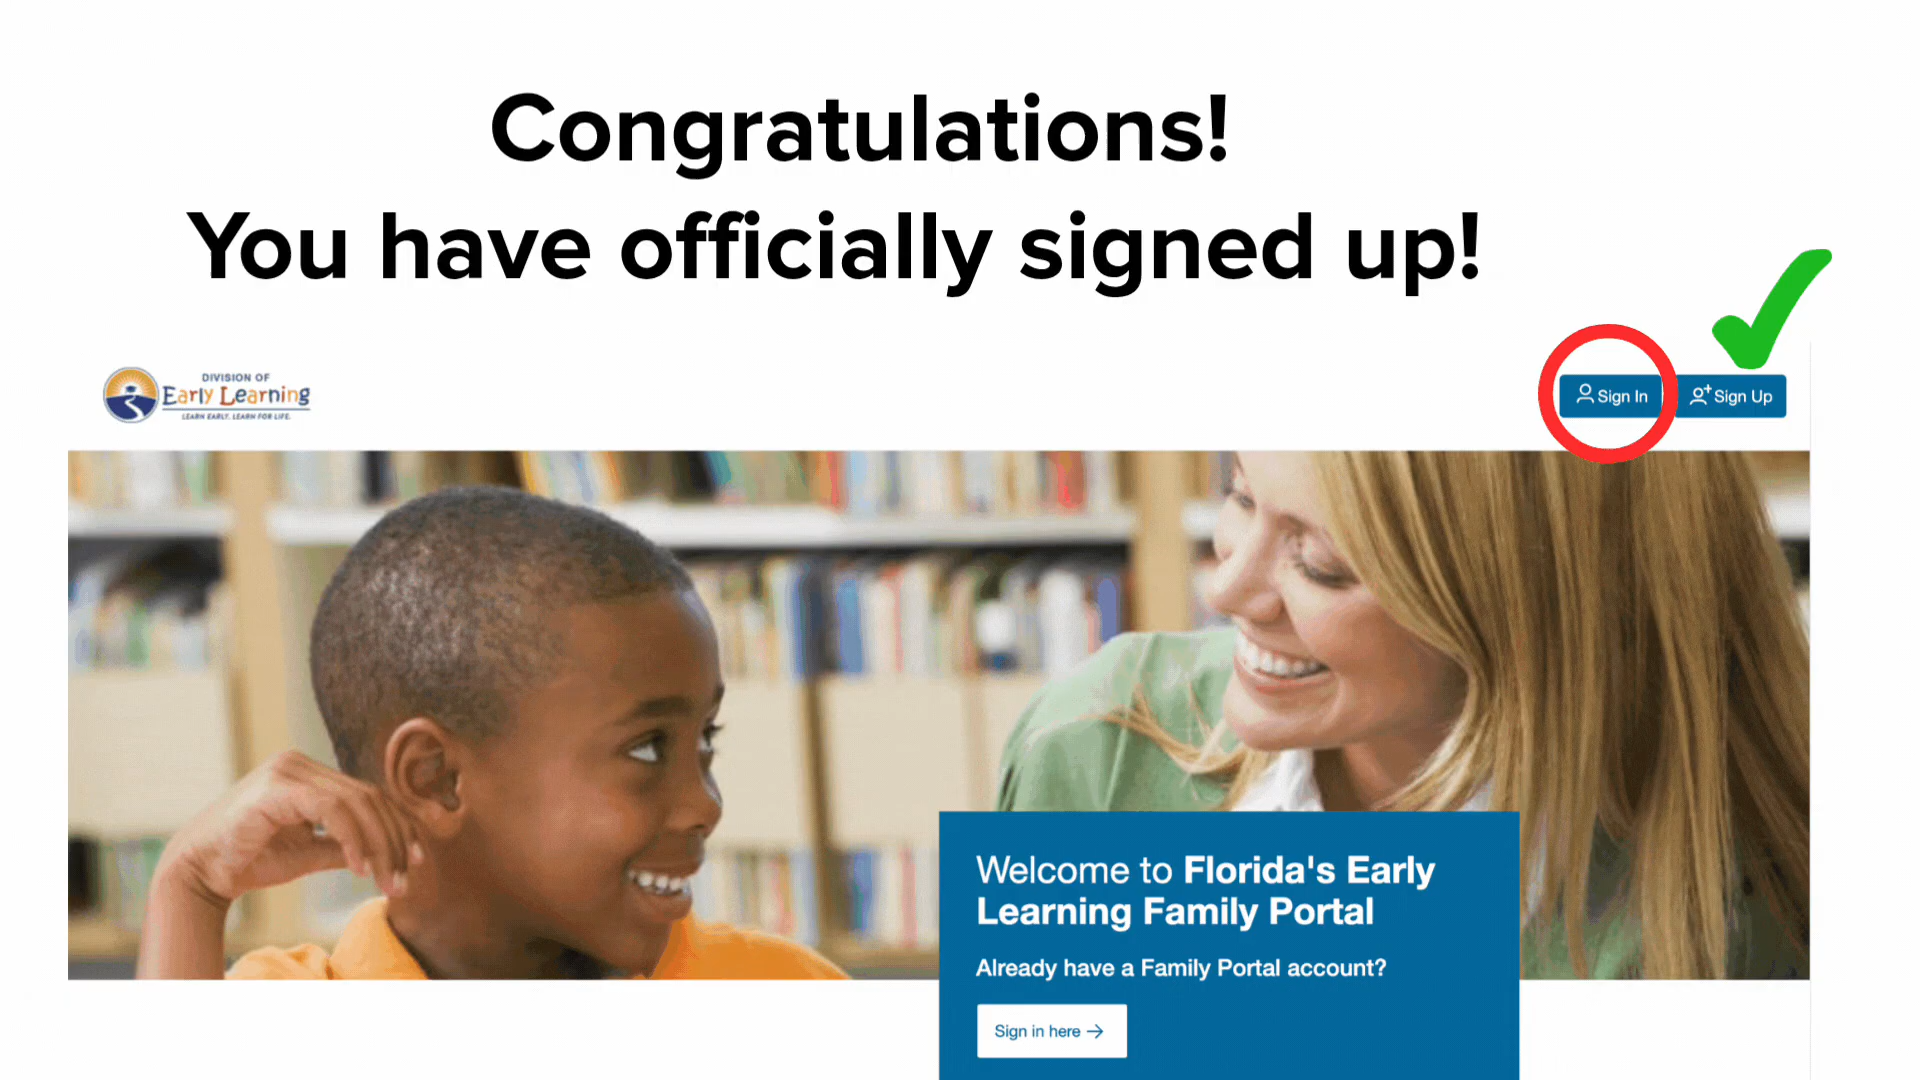 Congratulations!
You have officially signed up!
DIVISION OF
Early Learning
LEARN EARLY. LEARN FOR LIFE.
Sign In
Sign Up
Welcome to Florida's Early
Learning Family Portal
Already have a Family Portal account?
Sign in here →